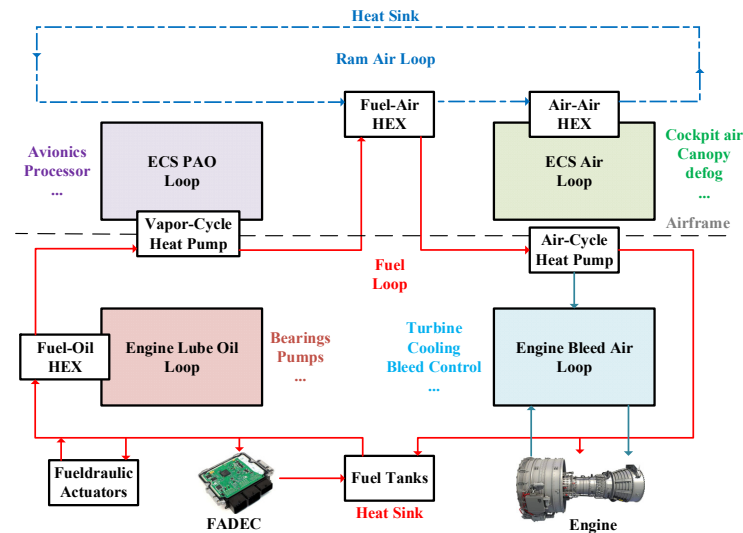 Heat Sink
Ram Air Loop
Fuel-Air
HEX
Air-Air
HEX
Avionics
Processor
...
ECS PAO
Loop
ECS Air
Loop
Cockpit air
Canopy
defog
...
Airframe
Vapor-Cycle
Heat Pump
Air-Cycle
Heat Pump
Fuel
Loop
Fuel-Oil
HEX
Engine Lube Oil
Loop
Bearings
Pumps
...
Turbine
Cooling
Bleed Control
...
Engine Bleed Air
Loop
Fueldraulic
Actuators
FADEC
Fuel Tanks
Heat Sink
Engine